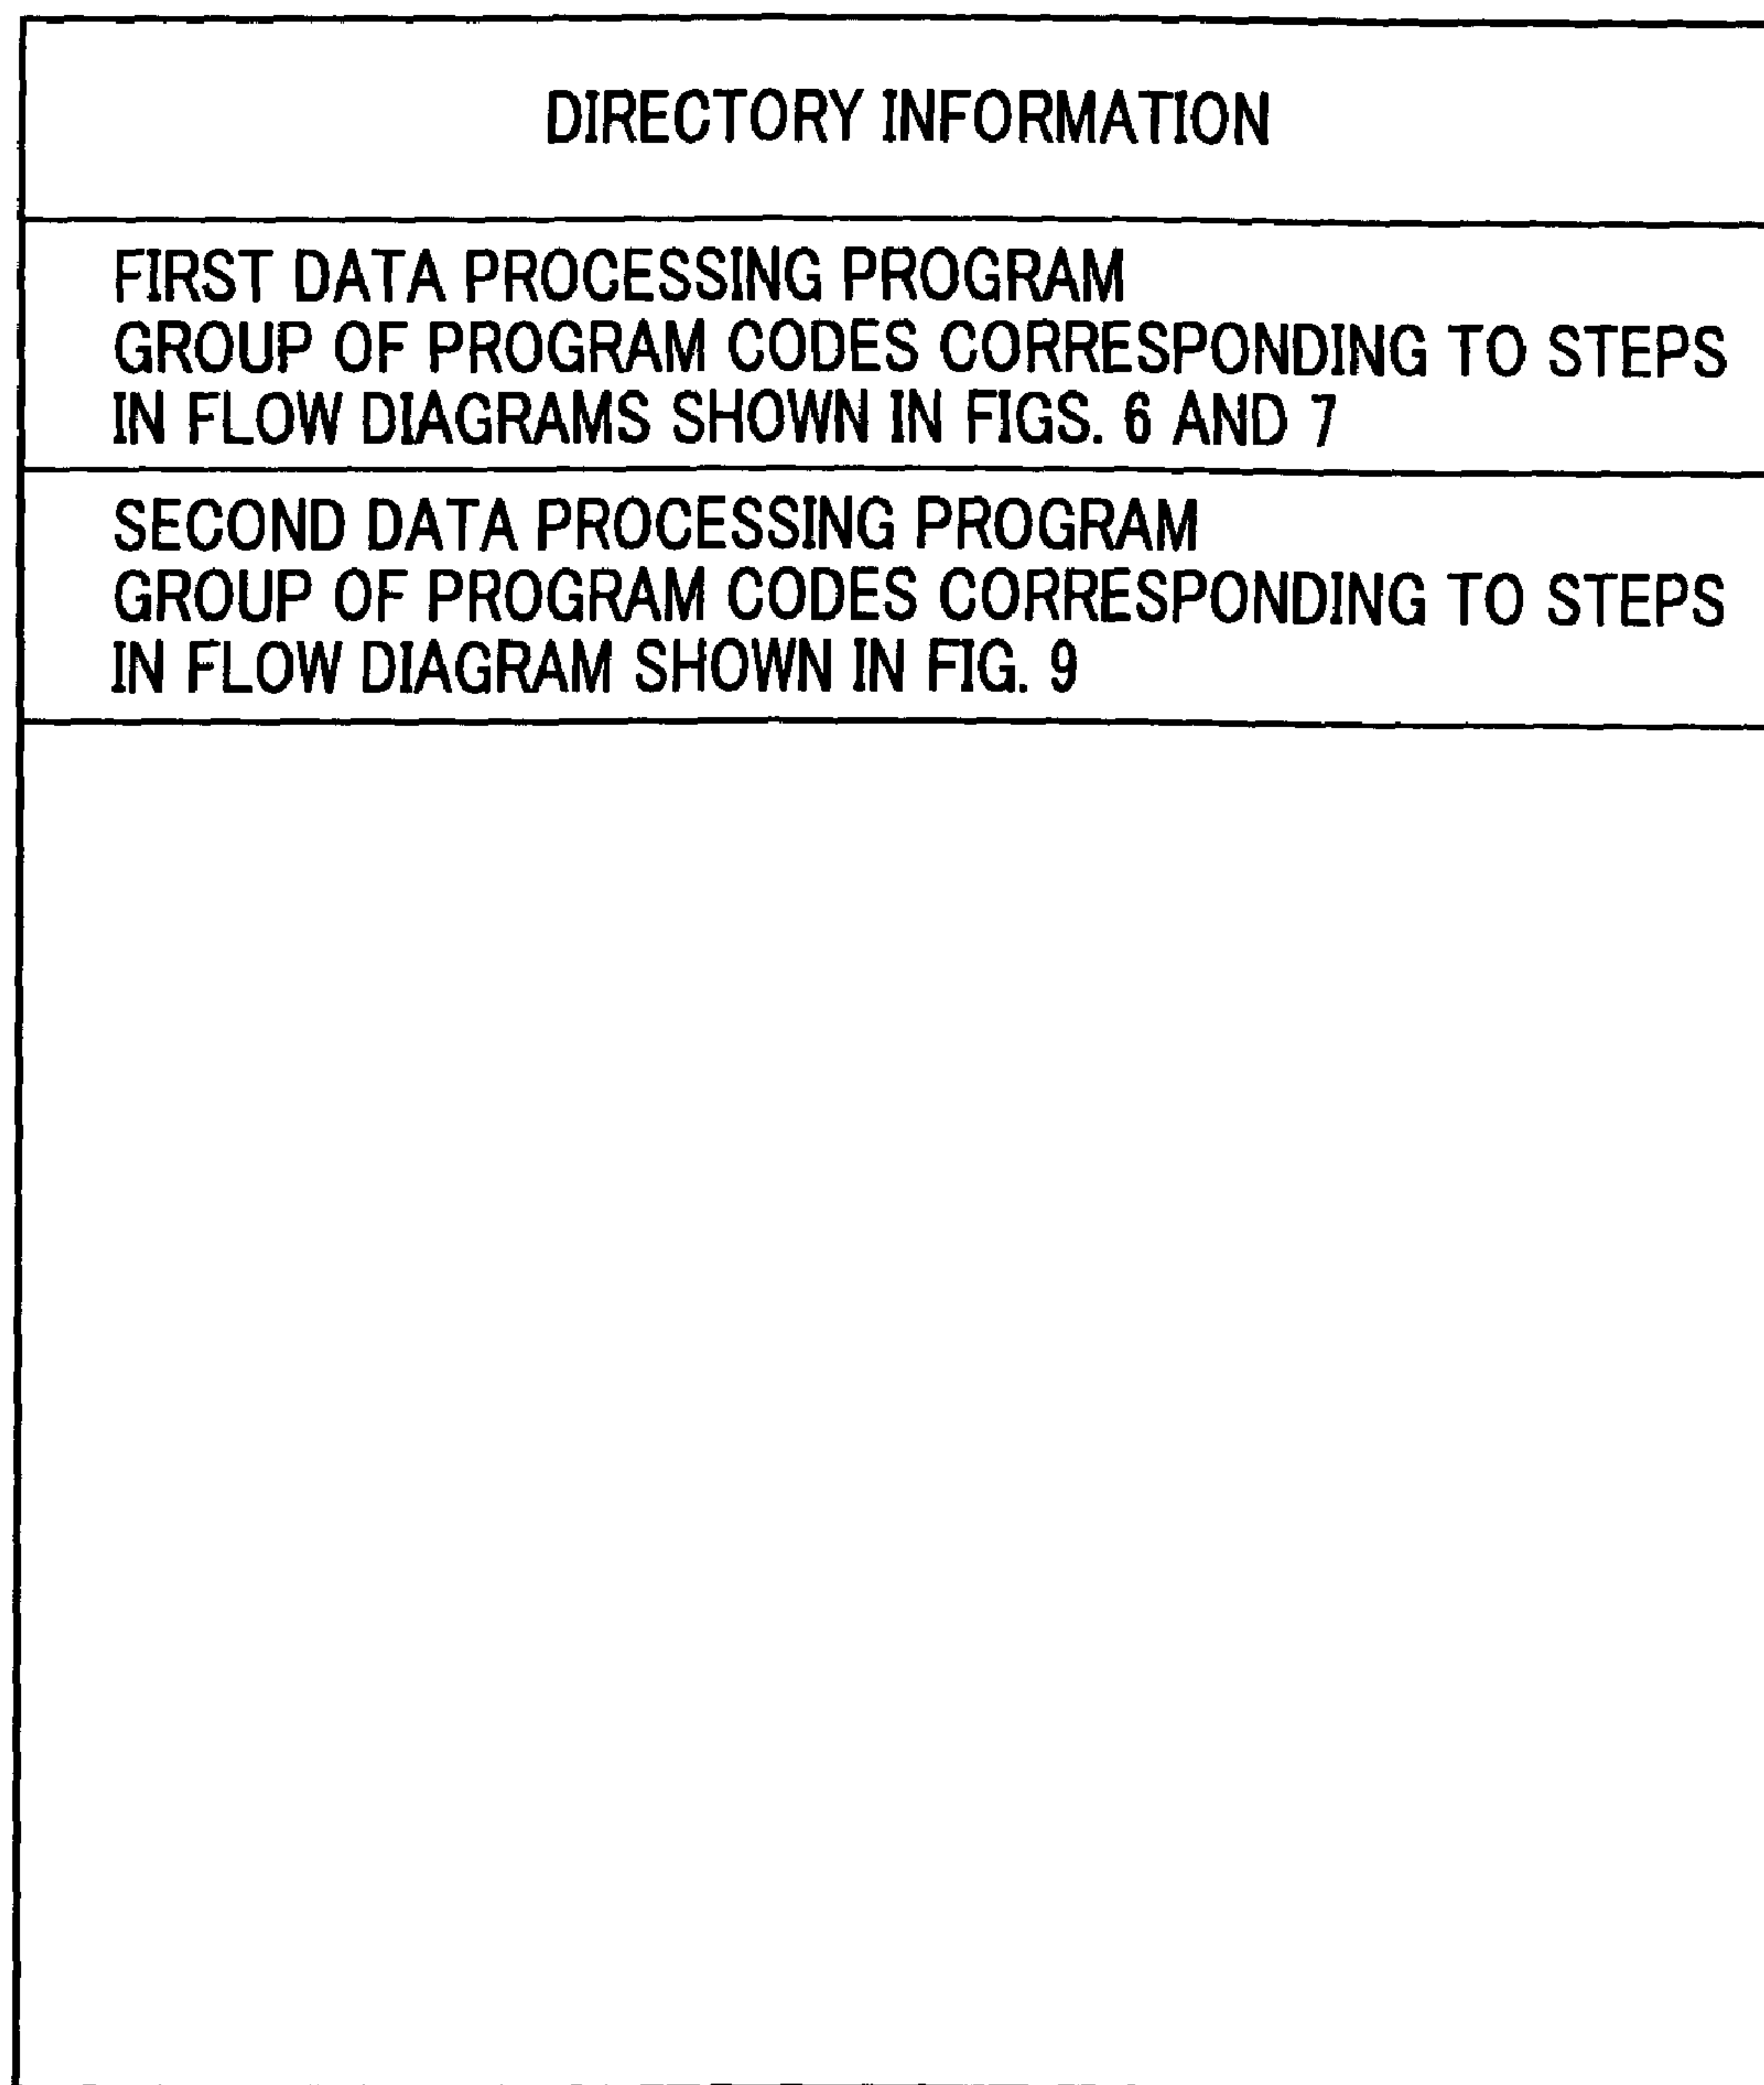 DIRECTORY INFORMATION
FIRST DATA PROCESSING PROGRAM
GROUP OF PROGRAM CODES CORRESPONDING TO STEPS
IN FLOW DIAGRAMS SHOWN IN FIGS. 6 AND 7
SECOND DATA PROCESSING PROGRAM
GROUP OF PROGRAM CODES CORRESPONDING TO STEPS
IN FLOW DIAGRAM SHOWN IN FIG. 9